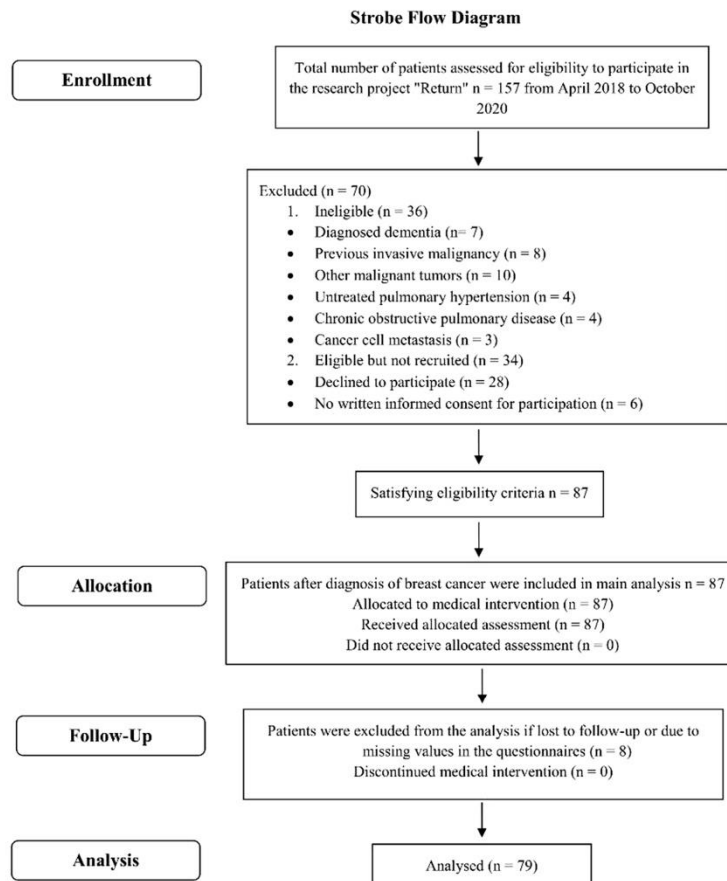 Strobe Flow Diagram
Enrollment
Total number of patients assessed for eligibility to participate in
the research project "Return" n = 157 from April 2018 to October
2020
Excluded (n = 70)
1. Ineligible (n = 36)
• Diagnosed dementia (n= 7)
• Previous invasive malignancy (n = 8)
• Other malignant tumors (n = 10)
• Untreated pulmonary hypertension (n = 4)
• Chronic obstructive pulmonary disease (n = 4)
• Cancer cell metastasis (n = 3)
2. Eligible but not recruited (n = 34)
• Declined to participate (n = 28)
• No written informed consent for participation (n = 6)
Satisfying eligibility criteria n = 87
Allocation
Patients after diagnosis of breast cancer were included in main analysis n = 87
Allocated to medical intervention (n = 87)
Received allocated assessment (n = 87)
Did not receive allocated assessment (n = 0)
Follow-Up
Patients were excluded from the analysis if lost to follow-up or due to
missing values in the questionnaires (n = 8)
Discontinued medical intervention (n = 0)
Analysis
Analysed (n = 79)